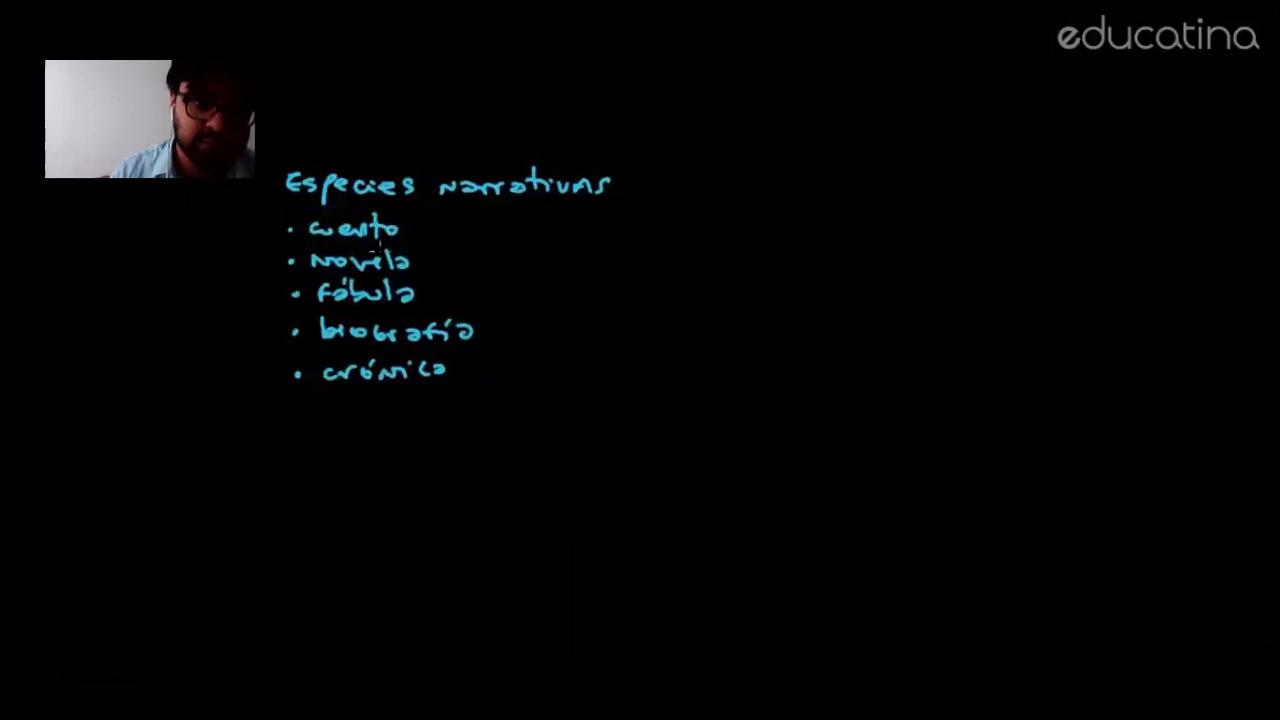 educatina
Especies narrativas
• cuento
• novela
• fábula
• biografía
• crónica